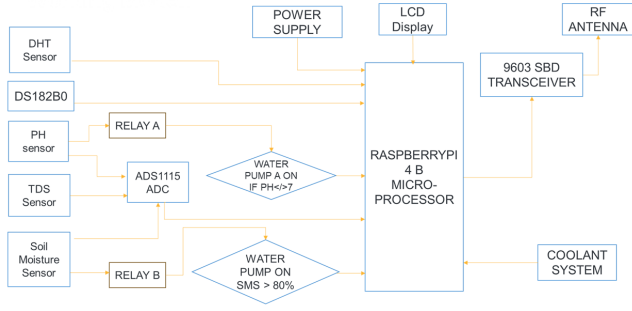 POWER
SUPPLY
LCD
Display
RF
ANTENNA
DHT
Sensor
9603 SBD
TRANSCEIVER
DS182B0
PH
sensor
RELAY A
WATER
PUMP A ON
IF PH</>7
RASPBERRYPI
4 B
MICRO-
PROCESSOR
ADS1115
ADC
TDS
Sensor
Soil
Moisture
Sensor
RELAY B
WATER
PUMP ON
SMS > 80%
COOLANT
SYSTEM